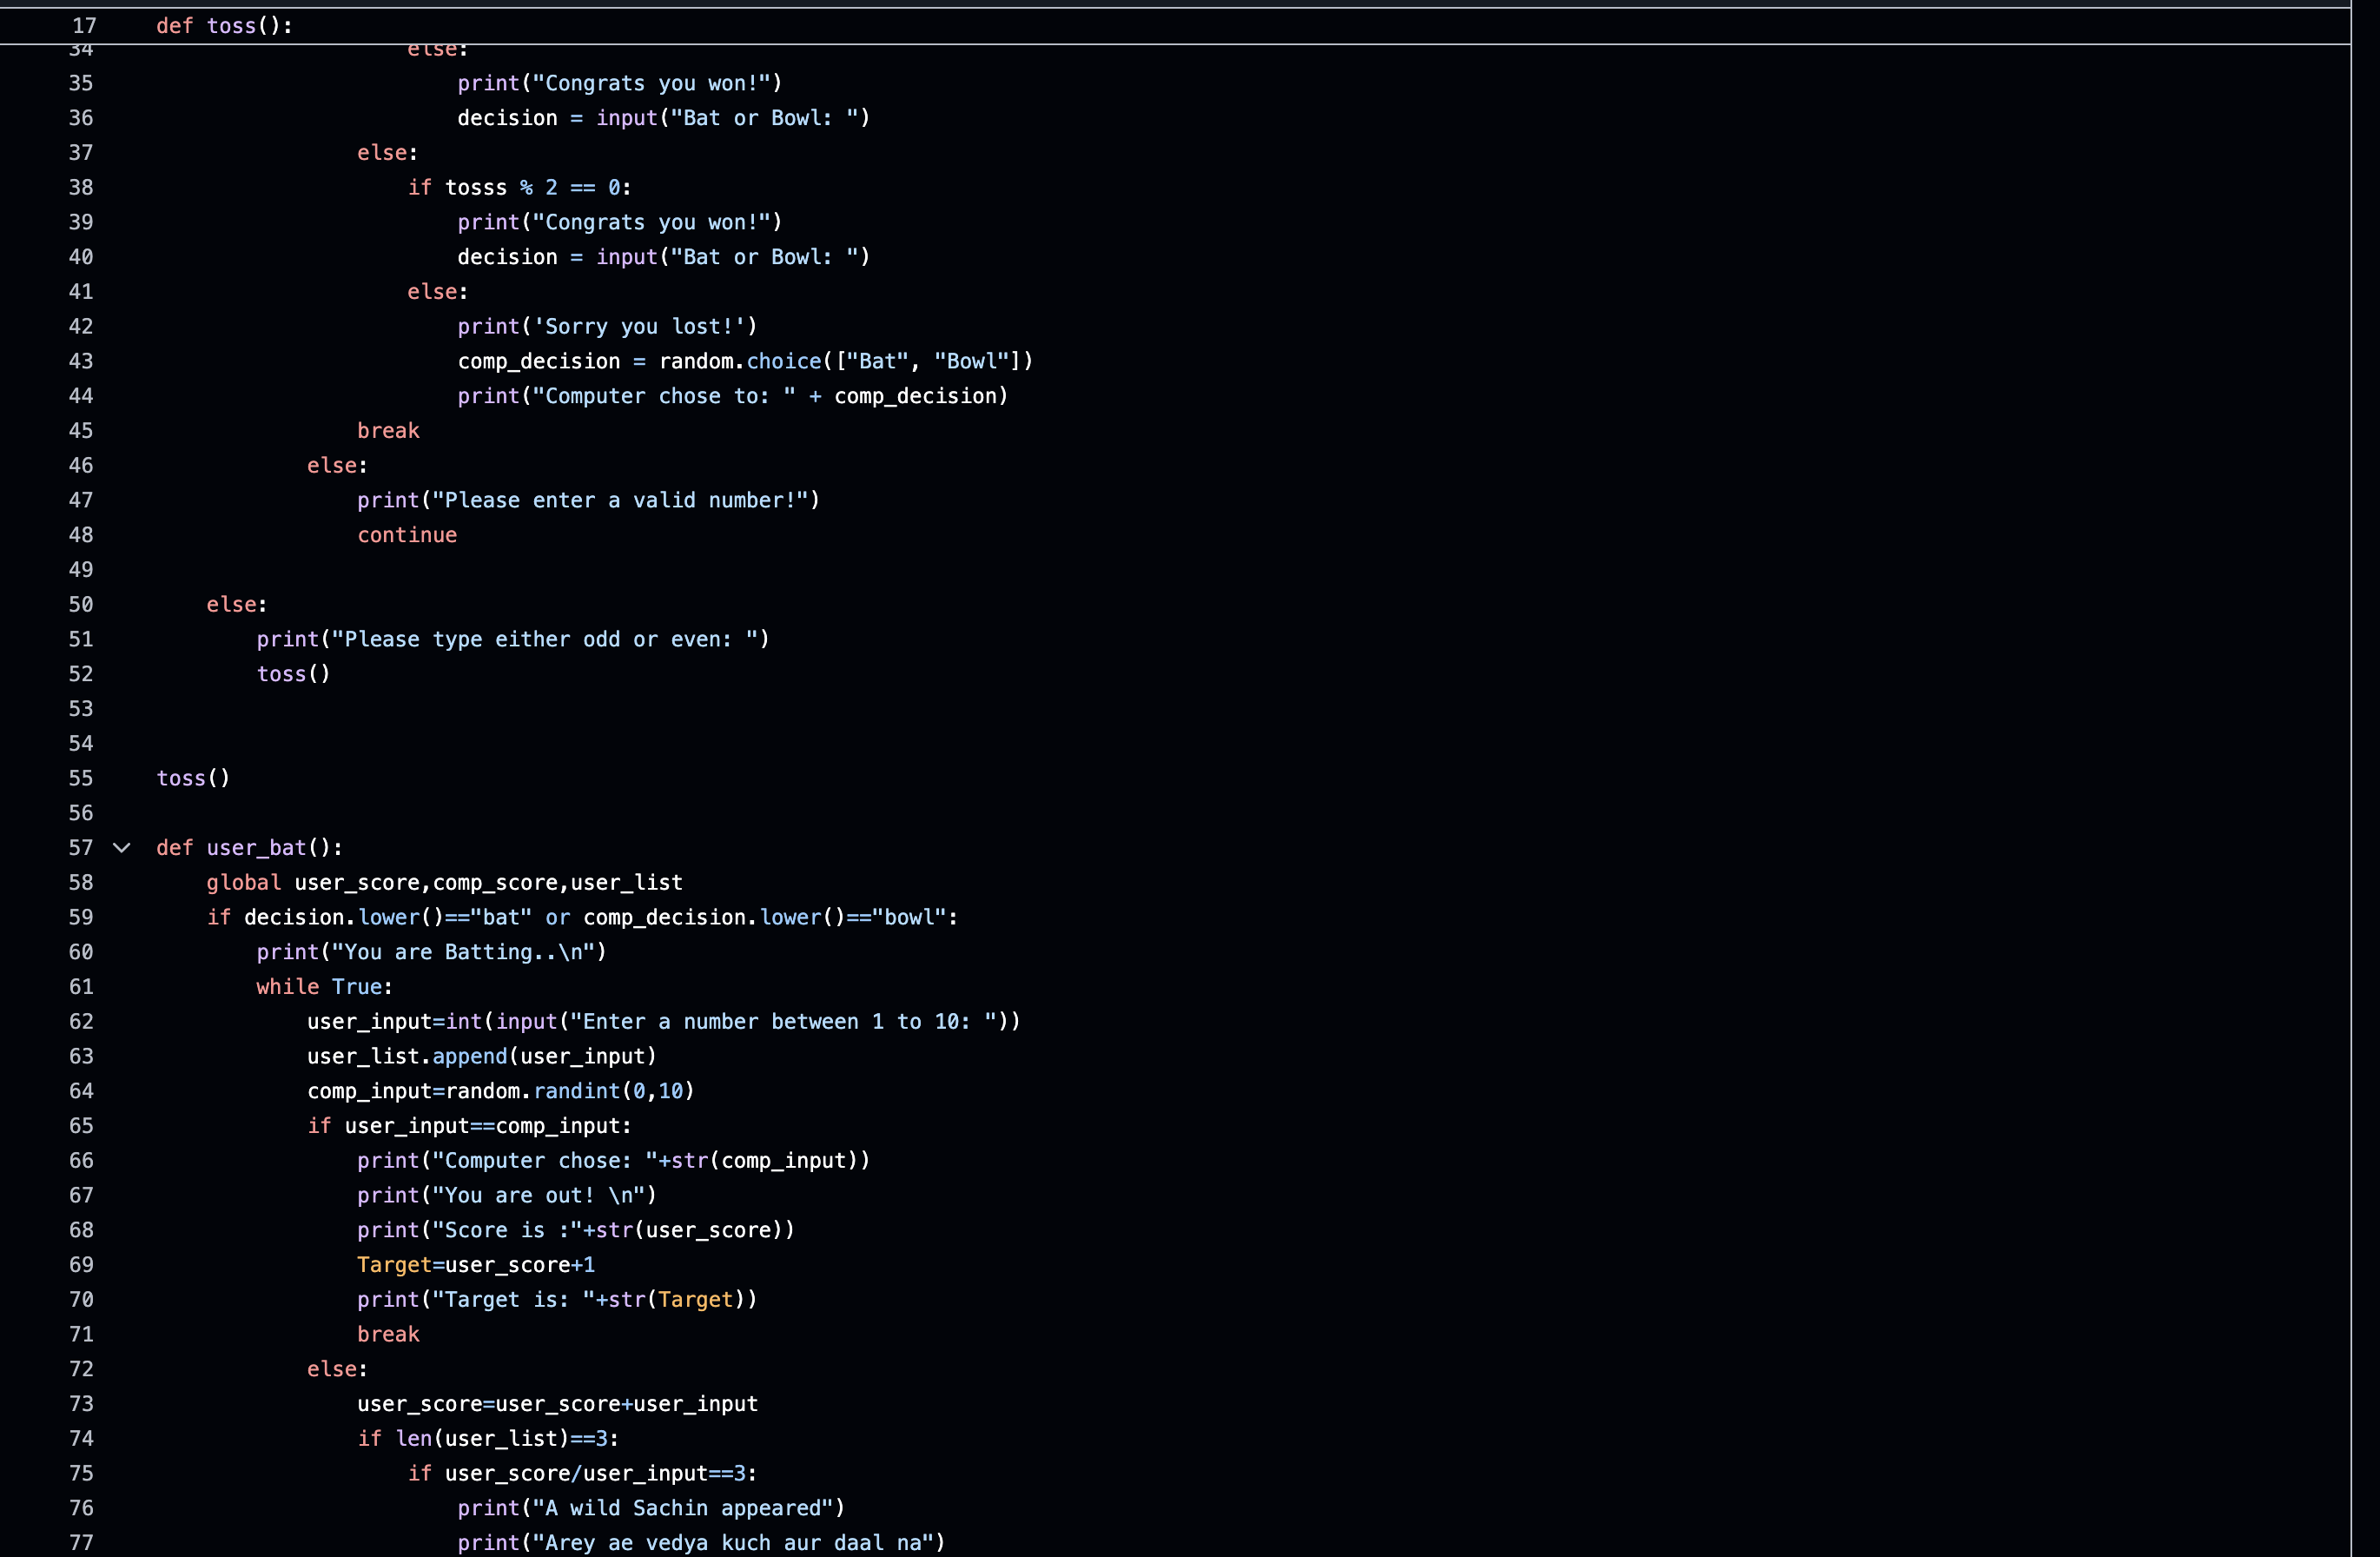 17 def toss():
34 else:
35 print("Congrats you won!")
36 decision = input("Bat or Bowl: ")
37 else:
38 if tosss % 2 == 0:
39 print("Congrats you won!")
40 decision = input("Bat or Bowl: ")
41 else:
42 print('Sorry you lost!')
43 comp_decision = random.choice(["Bat", "Bowl"])
44 print("Computer chose to: " + comp_decision)
45 break
46 else:
47 print("Please enter a valid number!")
48 continue
49
50 else:
51 print("Please type either odd or even: ")
52 toss()
53
54
55 toss()
56
57 def user_bat():
58 global user_score,comp_score,user_list
59 if decision.lower()=="bat" or comp_decision.lower()=="bowl":
60 print("You are Batting..\n")
61 while True:
62 user_input=int(input("Enter a number between 1 to 10: "))
63 user_list.append(user_input)
64 comp_input=random.randint(0,10)
65 if user_input==comp_input:
66 print("Computer chose: "+str(comp_input))
67 print("You are out! \n")
68 print("Score is :"+str(user_score))
69 Target=user_score+1
70 print("Target is: "+str(Target))
71 break
72 else:
73 user_score=user_score+user_input
74 if len(user_list)==3:
75 if user_score/user_input==3:
76 print("A wild Sachin appeared")
77 print("Arey ae vedya kuch aur daal na")